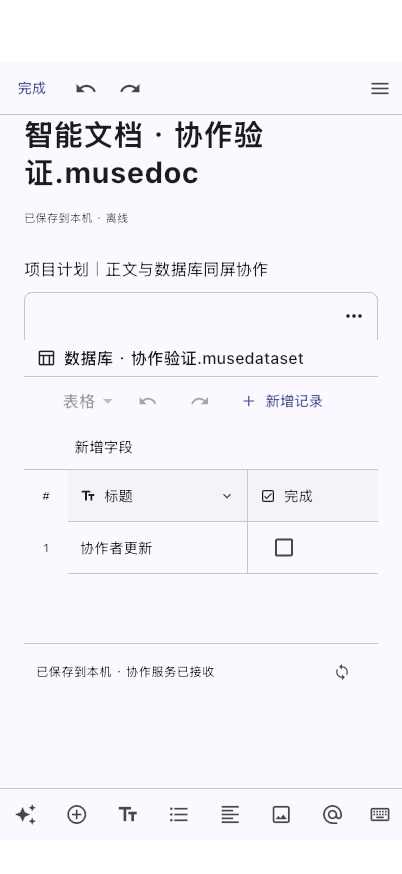 完成
智能文档 · 协作验
证.musedoc
已保存到本机 · 离线
项目计划｜正文与数据库同屏协作
数据库 · 协作验证.musedataset
表格 新增记录
新增字段
# 标题 完成
1 协作者更新
已保存到本机 · 协作服务已接收